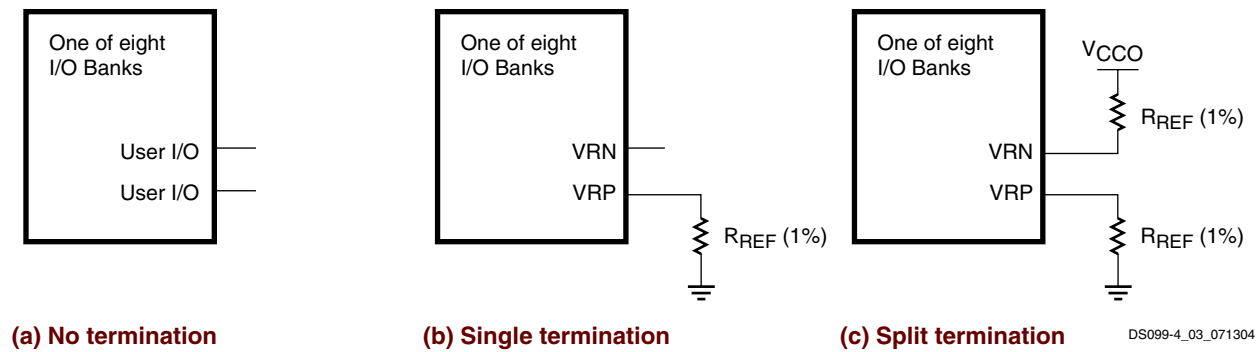 One of eight
I/O Banks
User I/O
User I/O
(a) No termination
One of eight
I/O Banks
VRN
VRP
RREF (1%)
(b) Single termination
One of eight
I/O Banks
VCCO
RREF (1%)
VRN
VRP
RREF (1%)
(c) Split termination
DS099-4_03_071304